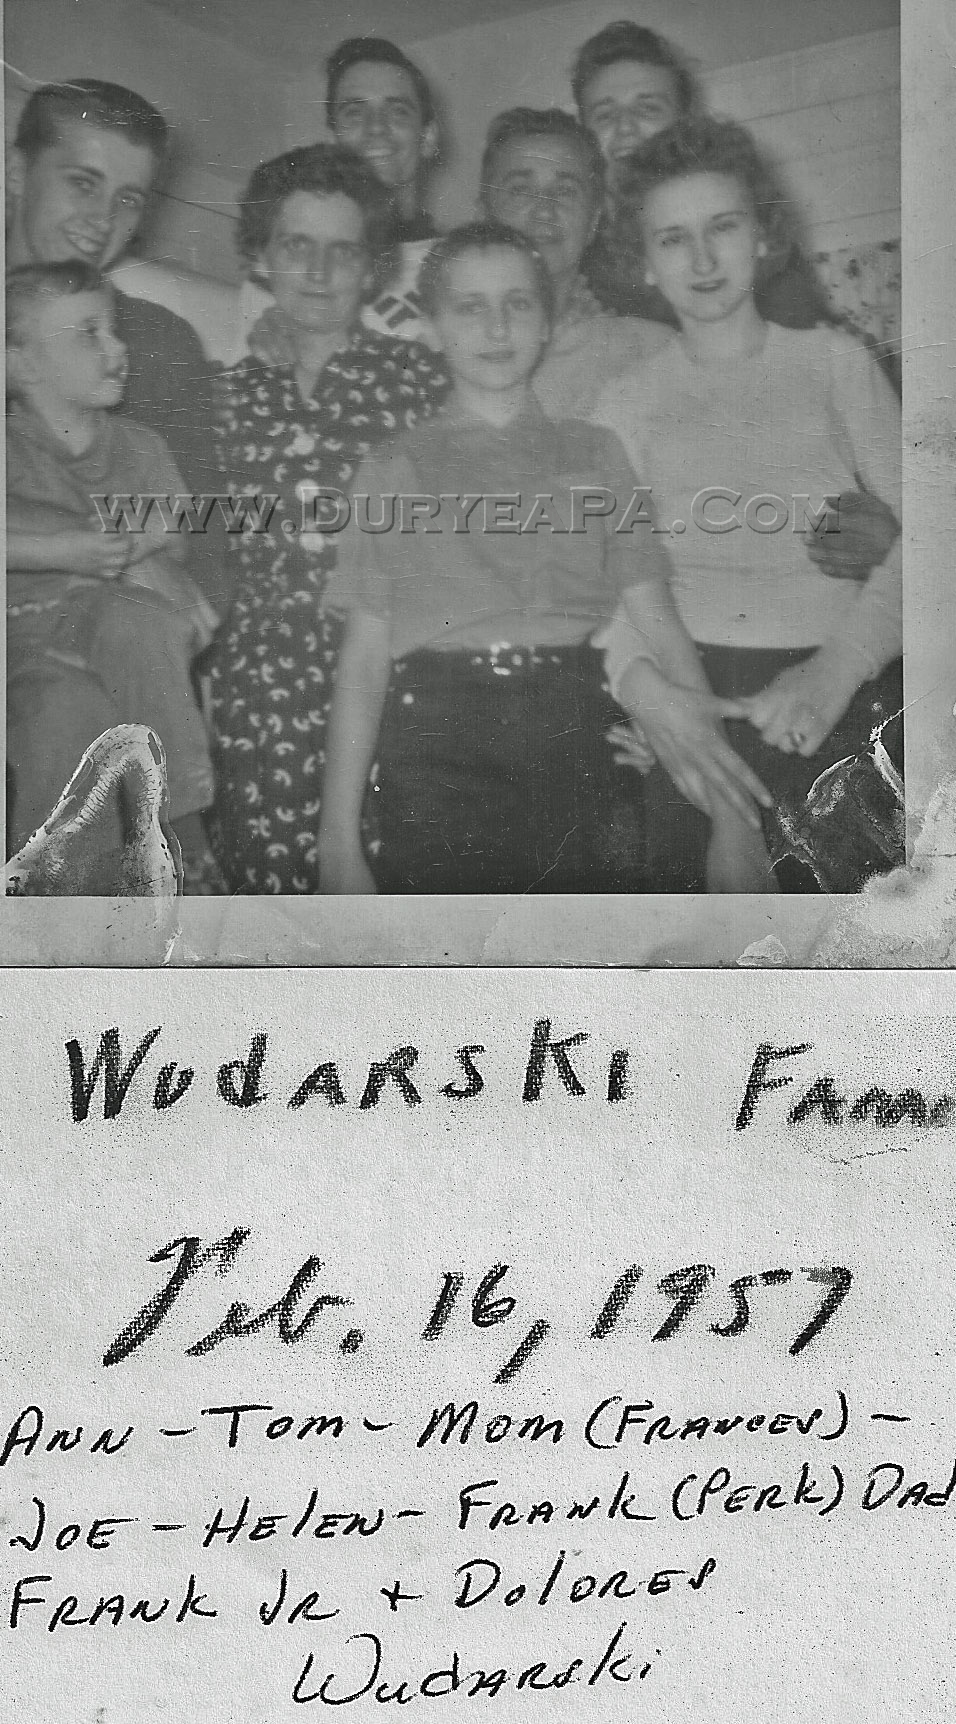 www.DuryeaPA.Com
Wudarski
Feb. 16, 1957
Ann - Tom - Mom (Frances) -
Joe - Helen - Frank (Perk) Dad
Frank Jr + Dolores
Wudarski